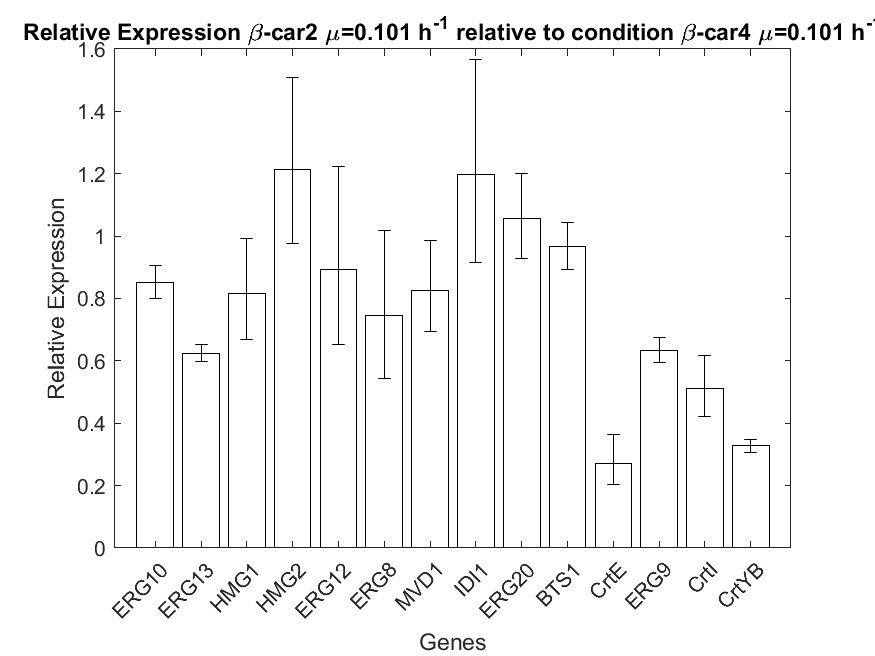 Relative Expression β-car2 μ=0.101 h⁻¹ relative to condition β-car4 μ=0.101 h⁻
1.6
1.4
1.2
1
0.8
0.6
0.4
0.2
0
Relative Expression
ERG10 ERG13 HMG1 HMG2 ERG12 ERG8 MVD1 IDI1 ERG20 BTS1 CrtE ERG9 CrtI CrtYB
Genes